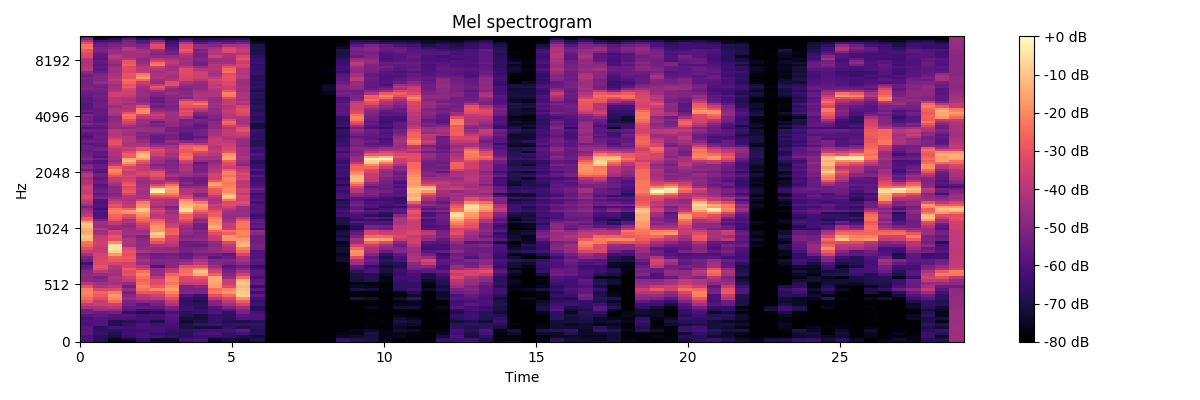 Mel spectrogram
+0 dB
8192
-10 dB
4096
-20 dB
-30 dB
2048
Hz
-40 dB
1024
-50 dB
-60 dB
512
-70 dB
0
-80 dB
0 5 10 15 20 25
Time